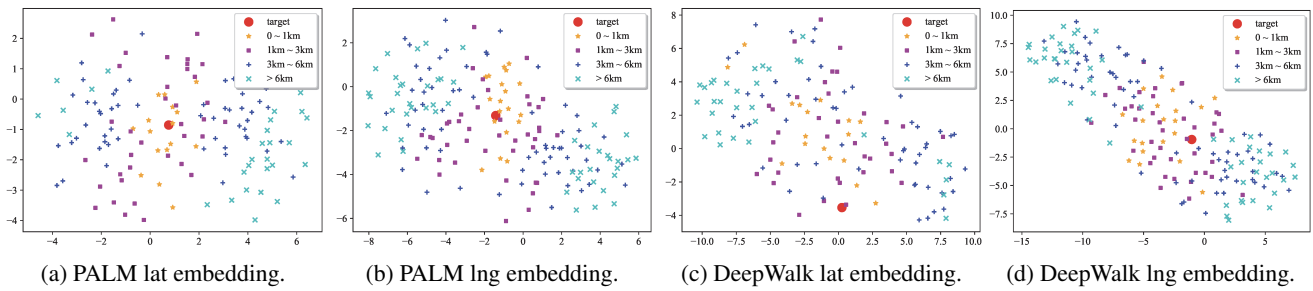 target
0 ~ 1km
1km ~ 3km
3km ~ 6km
> 6km
2
1
0
−1
−2
−3
−4
−4
−2
0
2
4
6
(a) PALM lat embedding.
target
0 ~ 1km
1km ~ 3km
3km ~ 6km
> 6km
2
0
−2
−4
−6
−8
−6
−4
−2
0
2
4
6
(b) PALM lng embedding.
target
0 ~ 1km
1km ~ 3km
3km ~ 6km
> 6km
8
6
4
2
0
−2
−4
−10.0
−7.5
−5.0
−2.5
0.0
2.5
5.0
7.5
10.0
(c) DeepWalk lat embedding.
target
0 ~ 1km
1km ~ 3km
3km ~ 6km
> 6km
10.0
7.5
5.0
2.5
0.0
−2.5
−5.0
−7.5
−15
−10
−5
0
5
(d) DeepWalk lng embedding.